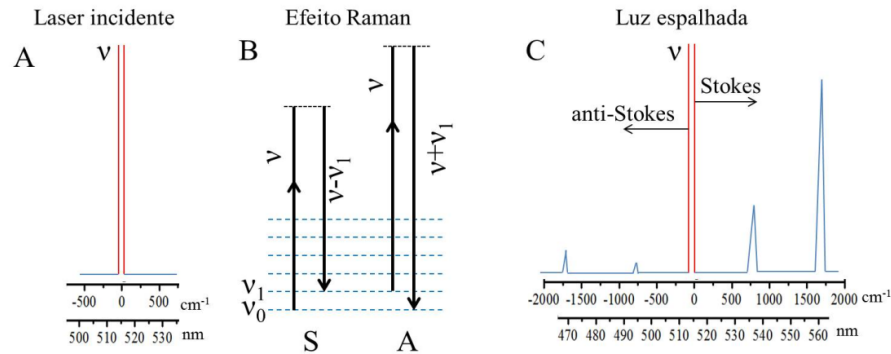 Laser incidente
Efeito Raman
Luz espalhada
A
ν
-500 0 500 cm-1
500 510 520 530 nm
B
ν
ν-ν1
ν
ν+ν1
ν1
ν0
S A
C
ν
Stokes
anti-Stokes
-2000 -1500 -1000 -500 0 500 1000 1500 2000 cm-1
470 480 490 500 510 520 530 540 550 560 nm